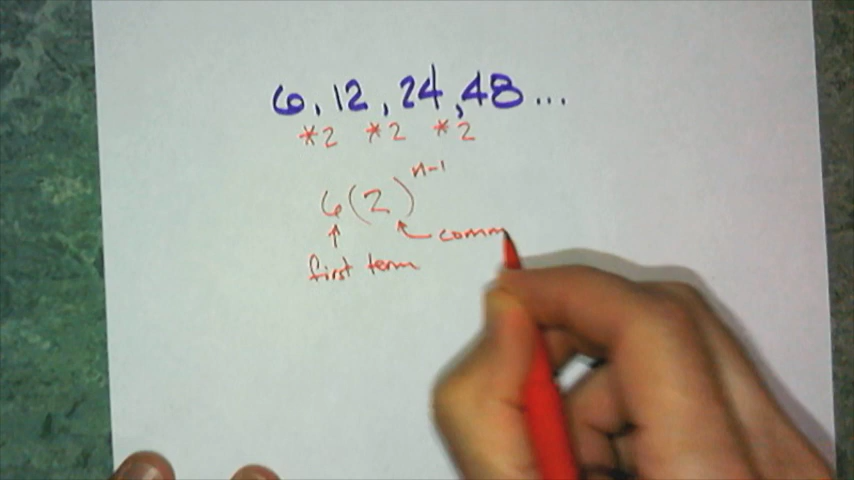 6, 12, 24, 48...
*2 *2 *2
6(2)^n-1
comm
first term